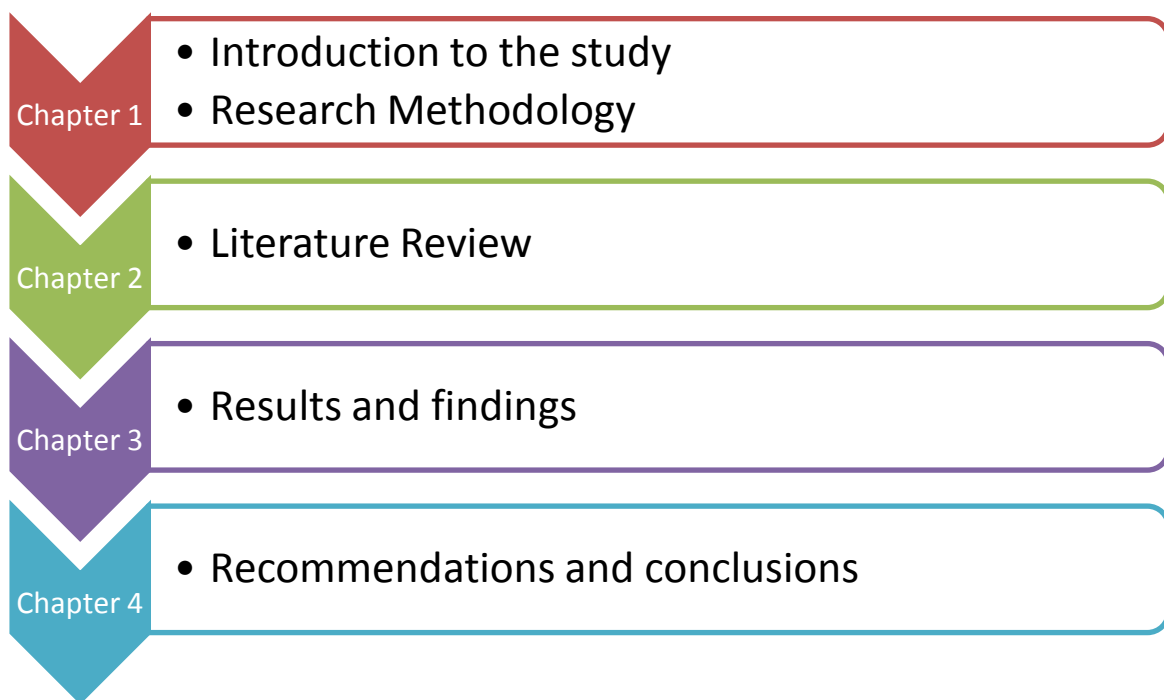 Chapter 1
• Introduction to the study
• Research Methodology
Chapter 2
• Literature Review
Chapter 3
• Results and findings
Chapter 4
• Recommendations and conclusions